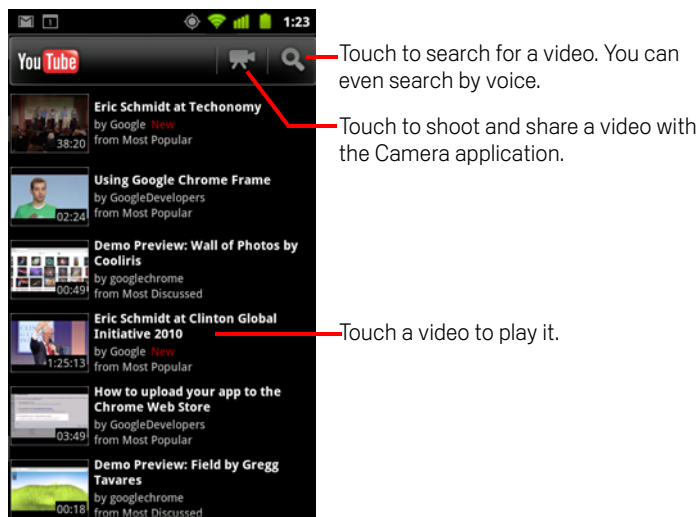 1
1:23
You Tube
Touch to search for a video. You can
even search by voice.
Touch to shoot and share a video with
the Camera application.
Eric Schmidt at Techonomy
by Google New
from Most Popular
38:20
Using Google Chrome Frame
by GoogleDevelopers
from Most Popular
02:24
Demo Preview: Wall of Photos by
Cooliris
by googlechrome
from Most Discussed
00:49
Eric Schmidt at Clinton Global
Initiative 2010
by Google New
from Most Popular
1:25:13
Touch a video to play it.
How to upload your app to the
Chrome Web Store
by GoogleDevelopers
from Most Popular
03:49
Demo Preview: Field by Gregg
Tavares
by googlechrome
from Most Discussed
00:18